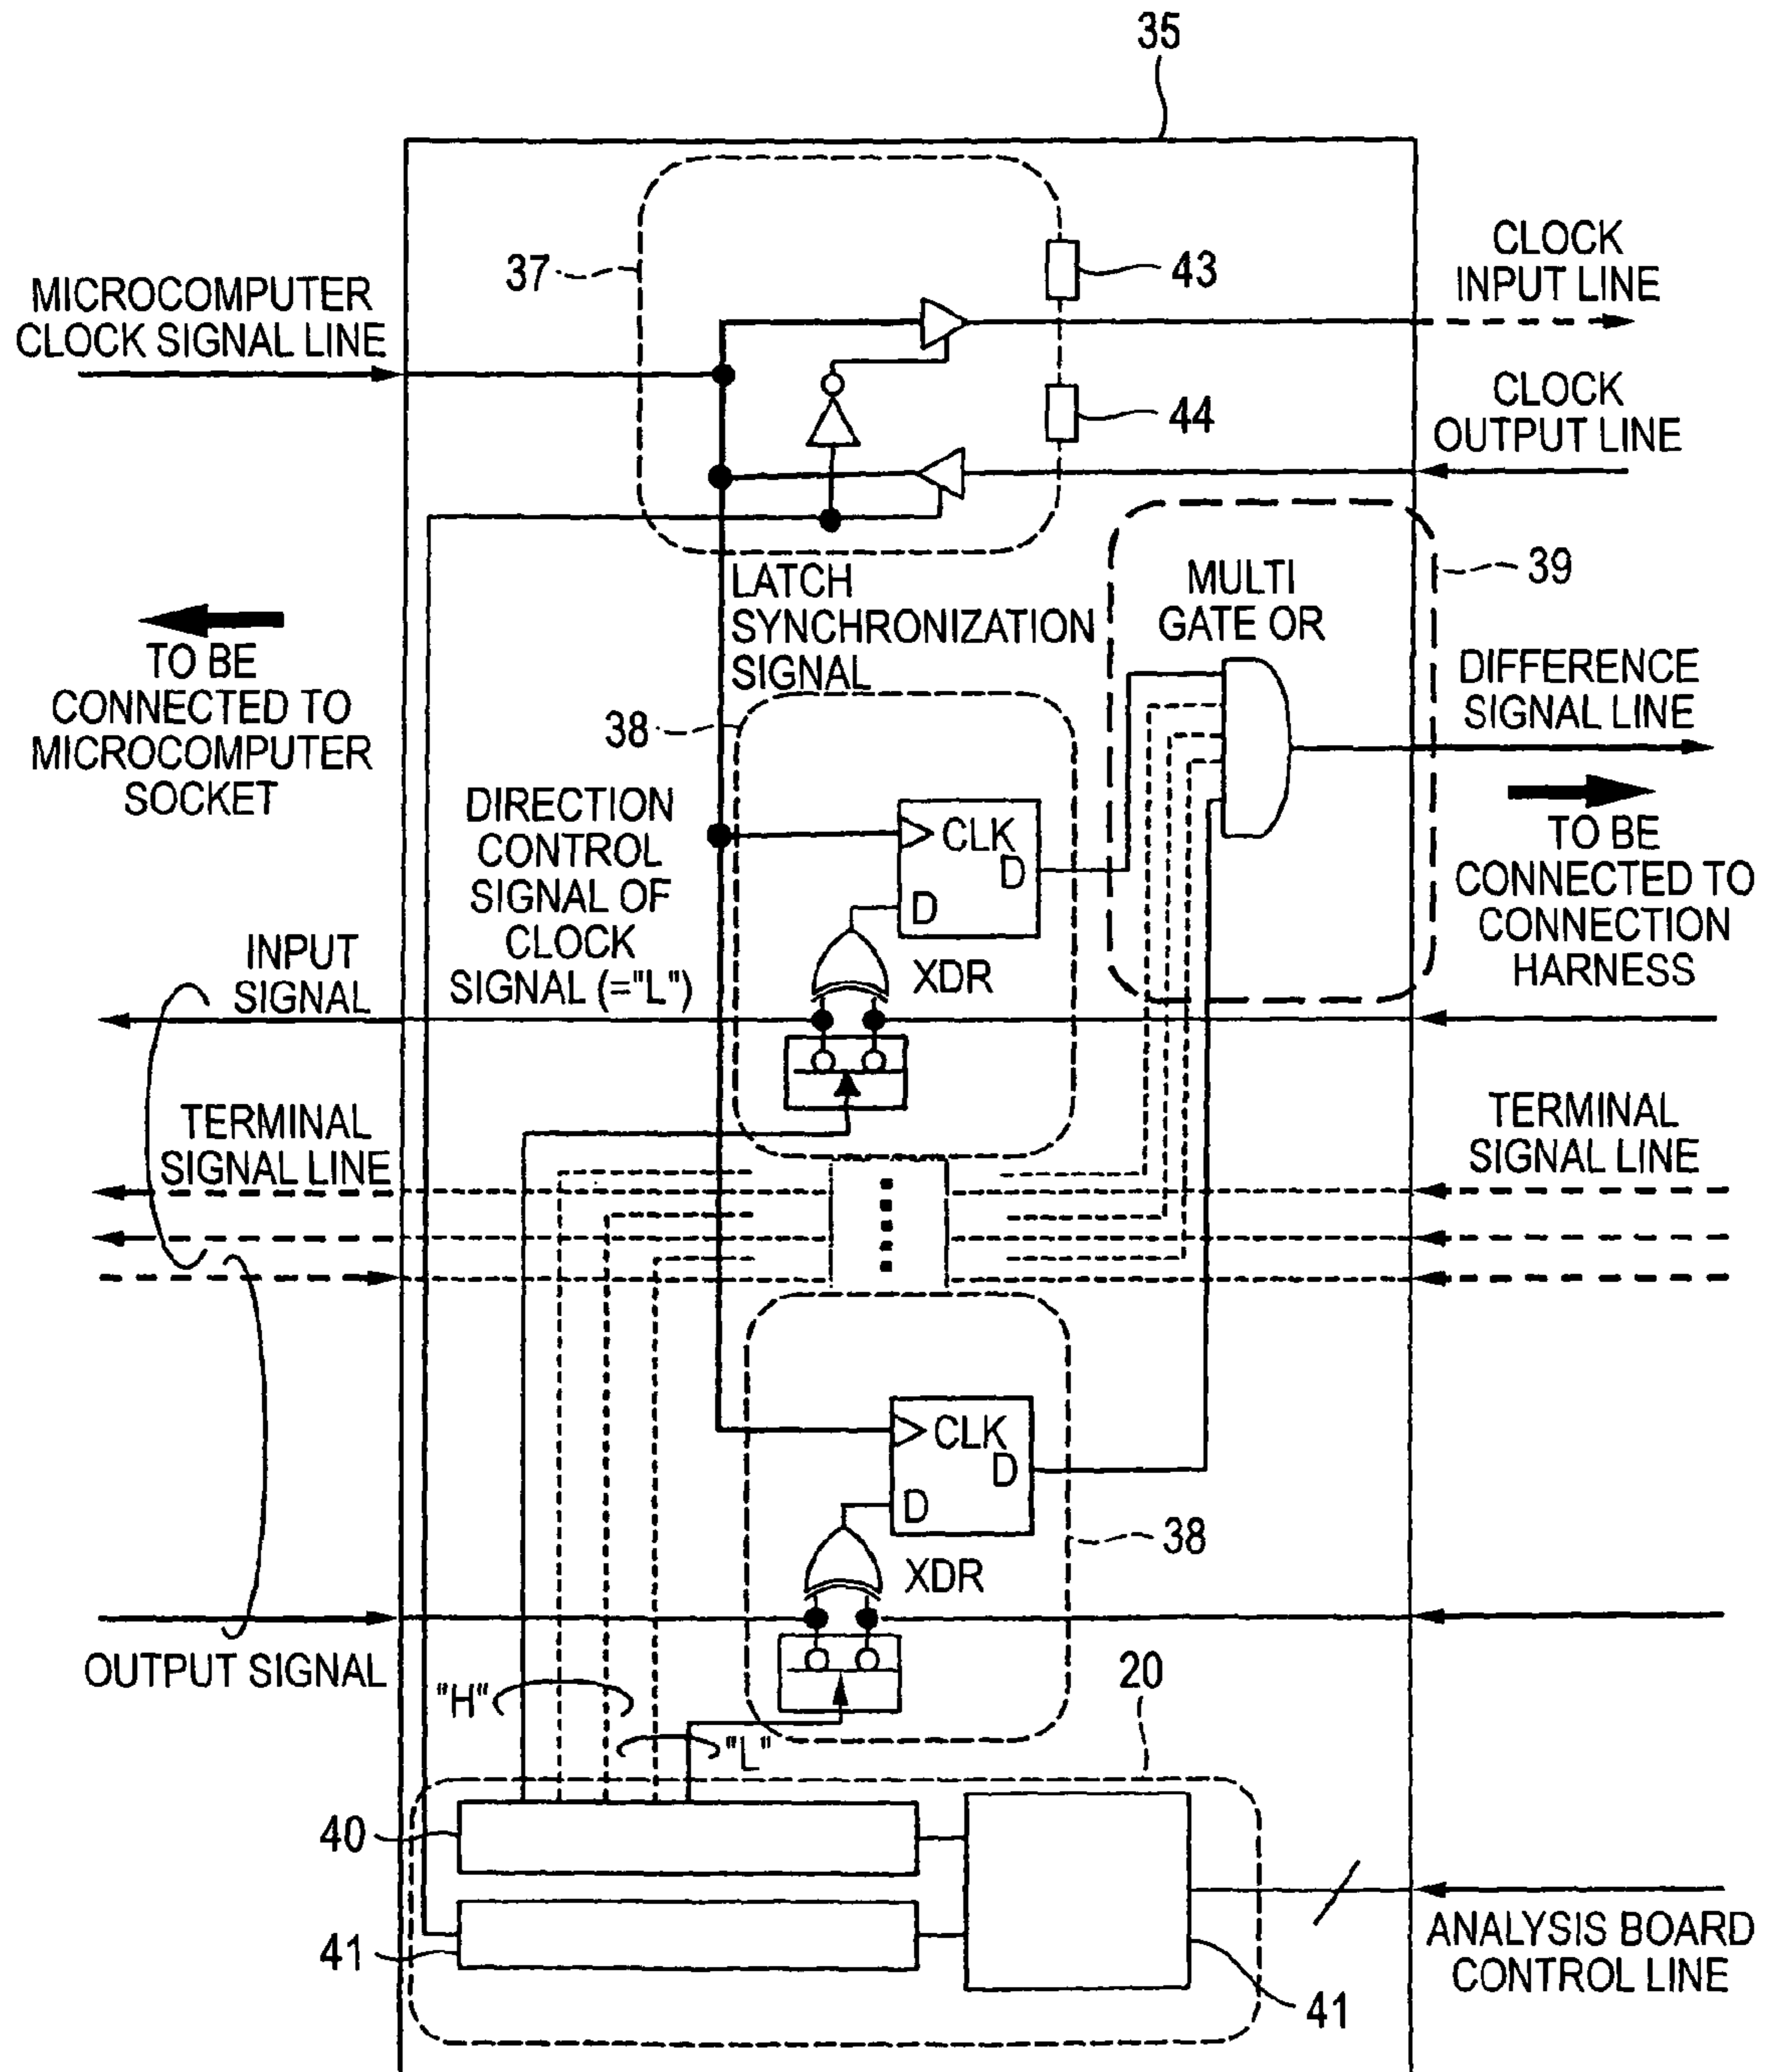 35
37
43
44
MICROCOMPUTER
CLOCK SIGNAL LINE
CLOCK
INPUT LINE
CLOCK
OUTPUT LINE
LATCH
SYNCHRONIZATION
SIGNAL
MULTI
GATE OR
39
TO BE
CONNECTED TO
MICROCOMPUTER
SOCKET
38
DIFFERENCE
SIGNAL LINE
DIRECTION
CONTROL
SIGNAL OF
CLOCK
SIGNAL (="L")
CLK
D
D
XDR
TO BE
CONNECTED TO
CONNECTION
HARNESS
INPUT
SIGNAL
TERMINAL
SIGNAL LINE
TERMINAL
SIGNAL LINE
CLK
D
D
XDR
38
OUTPUT SIGNAL
"H"
"L"
20
40
41
41
ANALYSIS BOARD
CONTROL LINE